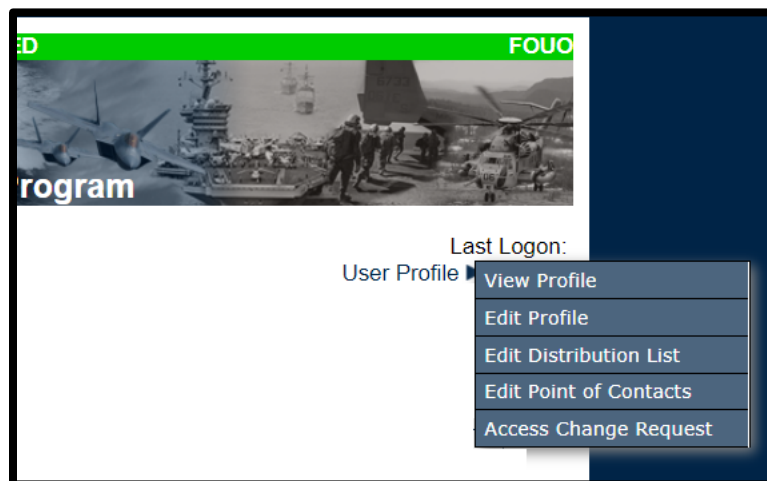 ED FOUO
rogram
Last Logon:
User Profile ▶
View Profile
Edit Profile
Edit Distribution List
Edit Point of Contacts
Access Change Request